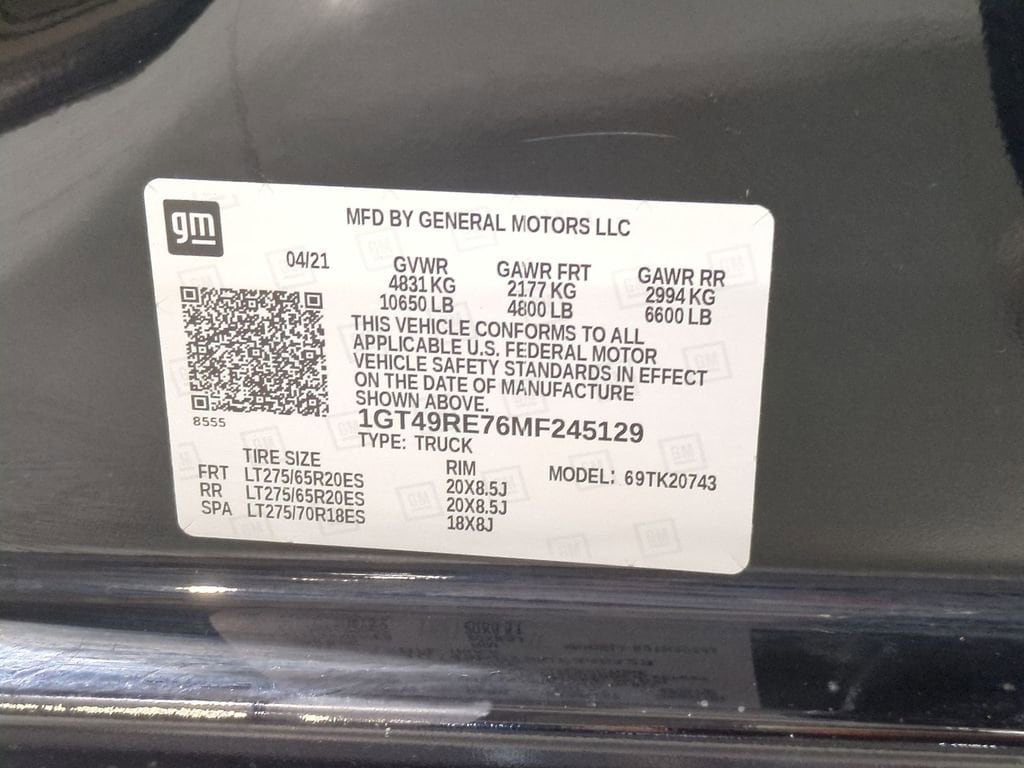 gm
MFD BY GENERAL MOTORS LLC
04/21 GVWR GAWR FRT GAWR RR
4831 KG 2177 KG 2994 KG
10650 LB 4800 LB 6600 LB
THIS VEHICLE CONFORMS TO ALL
APPLICABLE U.S. FEDERAL MOTOR
VEHICLE SAFETY STANDARDS IN EFFECT
ON THE DATE OF MANUFACTURE
SHOWN ABOVE.
8555
1GT49RE76MF245129
TYPE: TRUCK
TIRE SIZE RIM MODEL: 69TK20743
FRT LT275/65R20ES 20X8.5J
RR LT275/65R20ES 20X8.5J
SPA LT275/70R18ES 18X8J